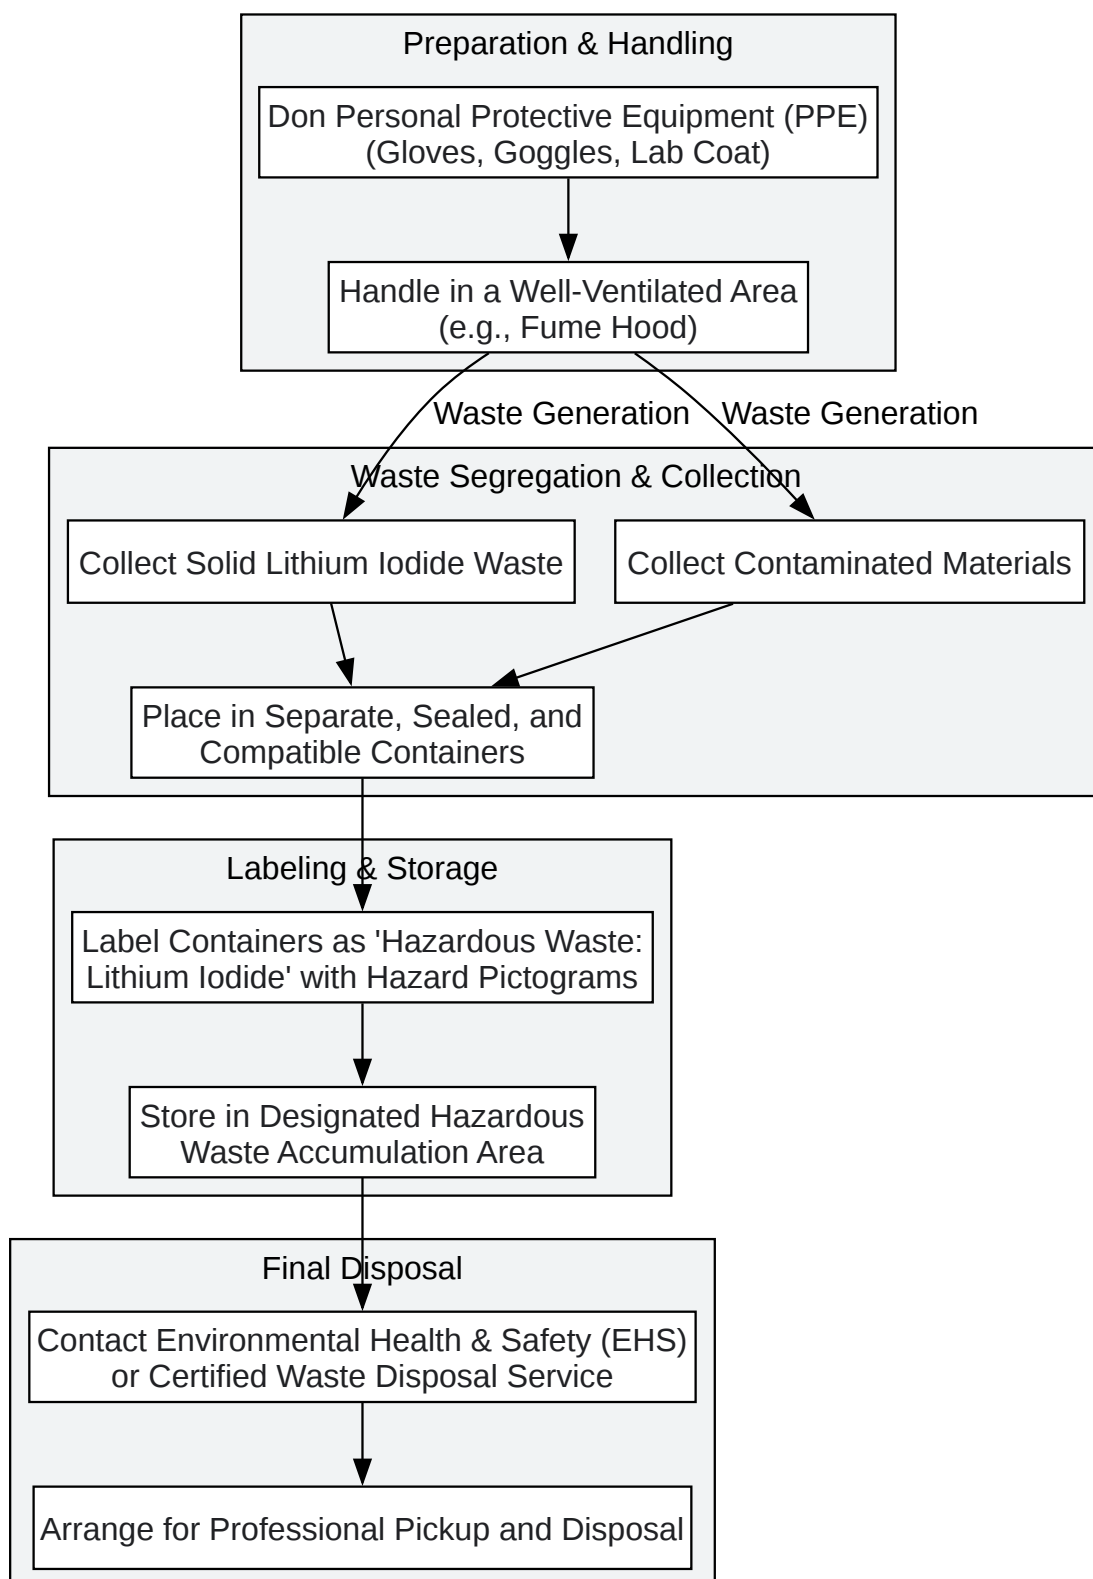 Preparation & Handling
Don Personal Protective Equipment (PPE)
(Gloves, Goggles, Lab Coat)
Handle in a Well-Ventilated Area
(e.g., Fume Hood)
Waste Generation
Waste Generation
Waste Segregation & Collection
Collect Solid Lithium Iodide Waste
Collect Contaminated Materials
Place in Separate, Sealed, and
Compatible Containers
Labeling & Storage
Label Containers as 'Hazardous Waste:
Lithium Iodide' with Hazard Pictograms
Store in Designated Hazardous
Waste Accumulation Area
Final Disposal
Contact Environmental Health & Safety (EHS)
or Certified Waste Disposal Service
Arrange for Professional Pickup and Disposal